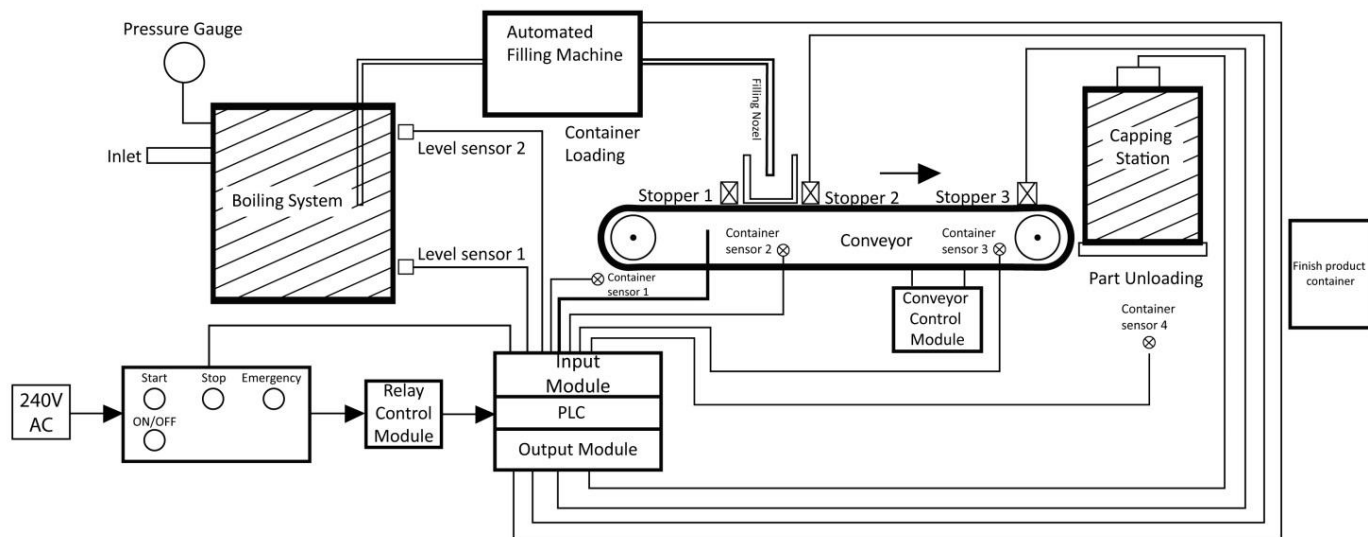 Pressure Gauge
Automated
Filling Machine
Filling Nozel
Container
Loading
Capping
Station
Inlet
Level sensor 2
Boiling System
Stopper 1
Stopper 2
Stopper 3
Container
sensor 2
Conveyor
Container
sensor 3
Level sensor 1
Container
sensor 1
Part Unloading
Finish product
container
Conveyor
Control
Module
Container
sensor 4
240V
AC
Start
Stop
Emergency
ON/OFF
Relay
Control
Module
Input
Module
PLC
Output Module